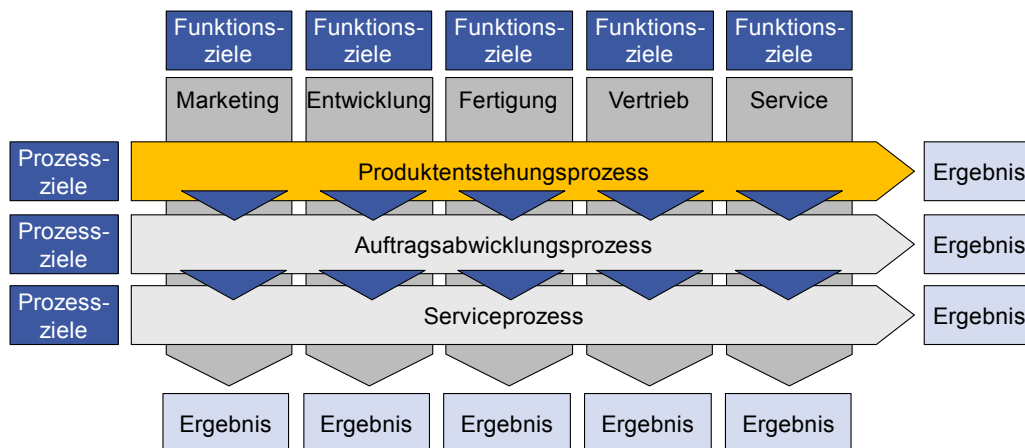 Funktions-
ziele
Funktions-
ziele
Funktions-
ziele
Funktions-
ziele
Funktions-
ziele
Marketing
Entwicklung
Fertigung
Vertrieb
Service
Prozess-
ziele
Produktentstehungsprozess
Ergebnis
Prozess-
ziele
Auftragsabwicklungsprozess
Ergebnis
Prozess-
ziele
Serviceprozess
Ergebnis
Ergebnis
Ergebnis
Ergebnis
Ergebnis
Ergebnis